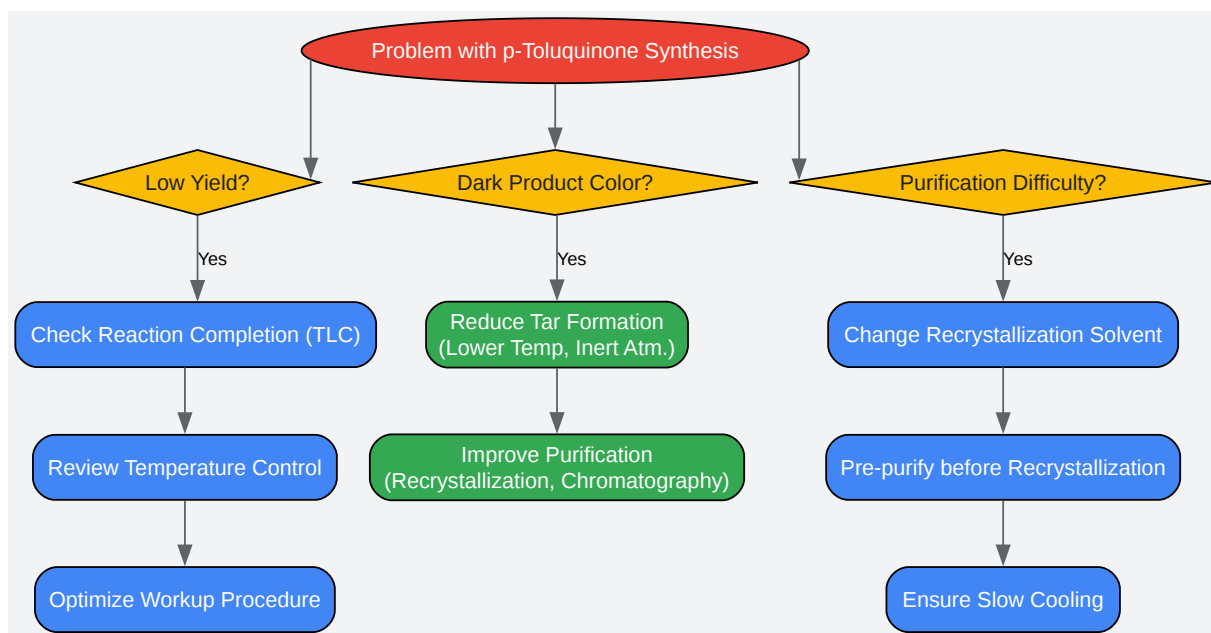 Problem with p-Toluquinone Synthesis
Low Yield?
Dark Product Color?
Purification Difficulty?
Yes
Yes
Yes
Check Reaction Completion (TLC)
Reduce Tar Formation
(Lower Temp, Inert Atm.)
Change Recrystallization Solvent
Review Temperature Control
Improve Purification
(Recrystallization, Chromatography)
Pre-purify before Recrystallization
Optimize Workup Procedure
Ensure Slow Cooling